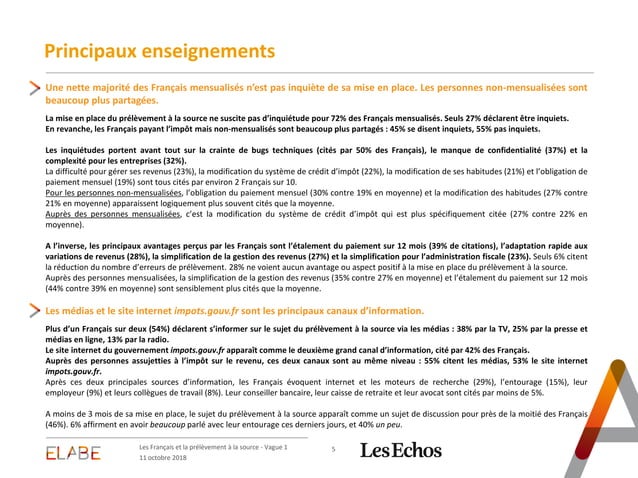 Principaux enseignements
Une nette majorité des Français mensualisés n'est pas inquiète de sa mise en place. Les personnes non-mensualisées sont
beaucoup plus partagées.
La mise en place du prélèvement à la source ne suscite pas d'inquiétude pour 72% des Français mensualisés. Seuls 27% déclarent être inquiets.
En revanche, les Français payant l'impôt mais non-mensualisés sont beaucoup plus partagés : 45% se disent inquiets, 55% pas inquiets.
Les inquiétudes portent avant tout sur la crainte de bugs techniques (cités par 50% des Français), le manque de confidentialité (37%) et la
complexité pour les entreprises (32%).
La difficulté pour gérer ses revenus (23%), la modification du système de crédit d'impôt (22%), la modification de ses habitudes (21%) et l'obligation de
paiement mensuel (19%) sont tous cités par environ 2 Français sur 10.
Pour les personnes non-mensualisées, l'obligation du paiement mensuel (30% contre 19% en moyenne) et la modification des habitudes (27% contre
21% en moyenne) apparaissent logiquement plus souvent cités que la moyenne.
Auprès des personnes mensualisées, c'est la modification du système de crédit d'impôt qui est plus spécifiquement citée (27% contre 22% en
moyenne).
A l'inverse, les principaux avantages perçus par les Français sont l'étalement du paiement sur 12 mois (39% de citations), l'adaptation rapide aux
variations de revenus (28%), la simplification de la gestion des revenus (27%) et la simplification pour l'administration fiscale (23%). Seuls 6% citent
la réduction du nombre d'erreurs de prélèvement. 28% ne voient aucun avantage ou aspect positif à la mise en place du prélèvement à la source.
Auprès des personnes mensualisées, la simplification de la gestion des revenus (35% contre 27% en moyenne) et l'étalement du paiement sur 12 mois
(44% contre 39% en moyenne) sont sensiblement plus cités que la moyenne.
Les médias et le site internet impots.gouv.fr sont les principaux canaux d'information.
Plus d'un Français sur deux (54%) déclarent s'informer sur le sujet du prélèvement à la source via les médias : 38% par la TV, 25% par la presse et
médias en ligne, 13% par la radio.
Le site internet du gouvernement impots.gouv.fr apparaît comme le deuxième grand canal d'information, cité par 42% des Français.
Auprès des personnes assujetties à l'impôt sur le revenu, ces deux canaux sont au même niveau : 55% citent les médias, 53% le site internet
impots.gouv.fr.
Après ces deux principales sources d'information, les Français évoquent internet et les moteurs de recherche (29%), l'entourage (15%), leur
employeur (9%) et leurs collègues de travail (8%). Leur conseiller bancaire, leur caisse de retraite et leur avocat sont cités par moins de 5%.
A moins de 3 mois de sa mise en place, le sujet du prélèvement à la source apparaît comme un sujet de discussion pour près de la moitié des Français
(46%). 6% affirment en avoir beaucoup parlé avec leur entourage ces derniers jours, et 40% un peu.
ELABE
Les Français et la prélèvement à la source - Vague 1
11 octobre 2018
5
Les Echos